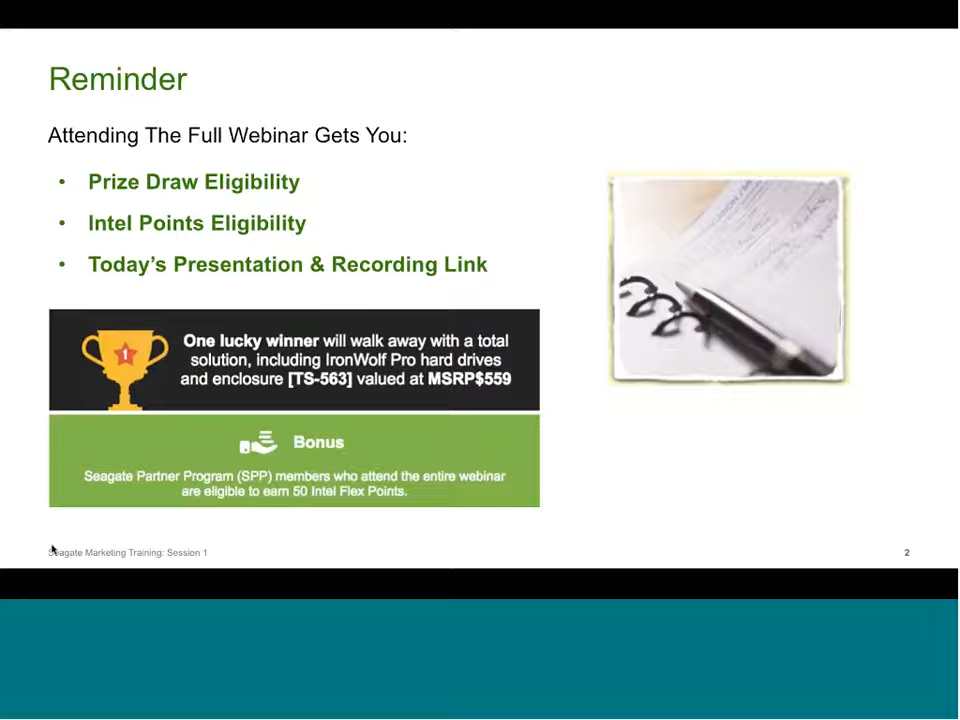 Reminder
Attending The Full Webinar Gets You:
• Prize Draw Eligibility
• Intel Points Eligibility
• Today's Presentation & Recording Link
1
One lucky winner will walk away with a total
solution, including IronWolf Pro hard drives
and enclosure [TS-563] valued at MSRP$559
Bonus
Seagate Partner Program (SPP) members who attend the entire webinar
are eligible to earn 50 Intel Flex Points.
Seagate Marketing Training: Session 1
2